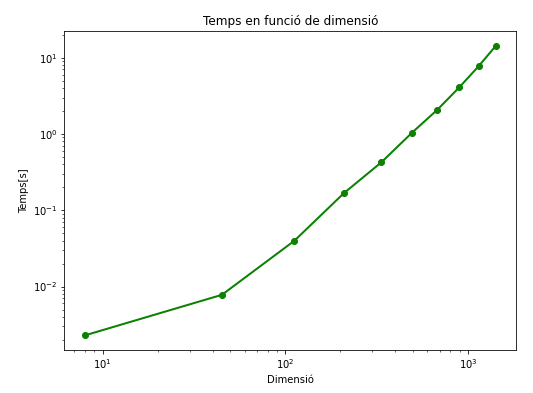 Temps en funció de dimensió
Temps[s]
10¹
10⁰
10⁻¹
10⁻²
10¹
10²
10³
Dimensió